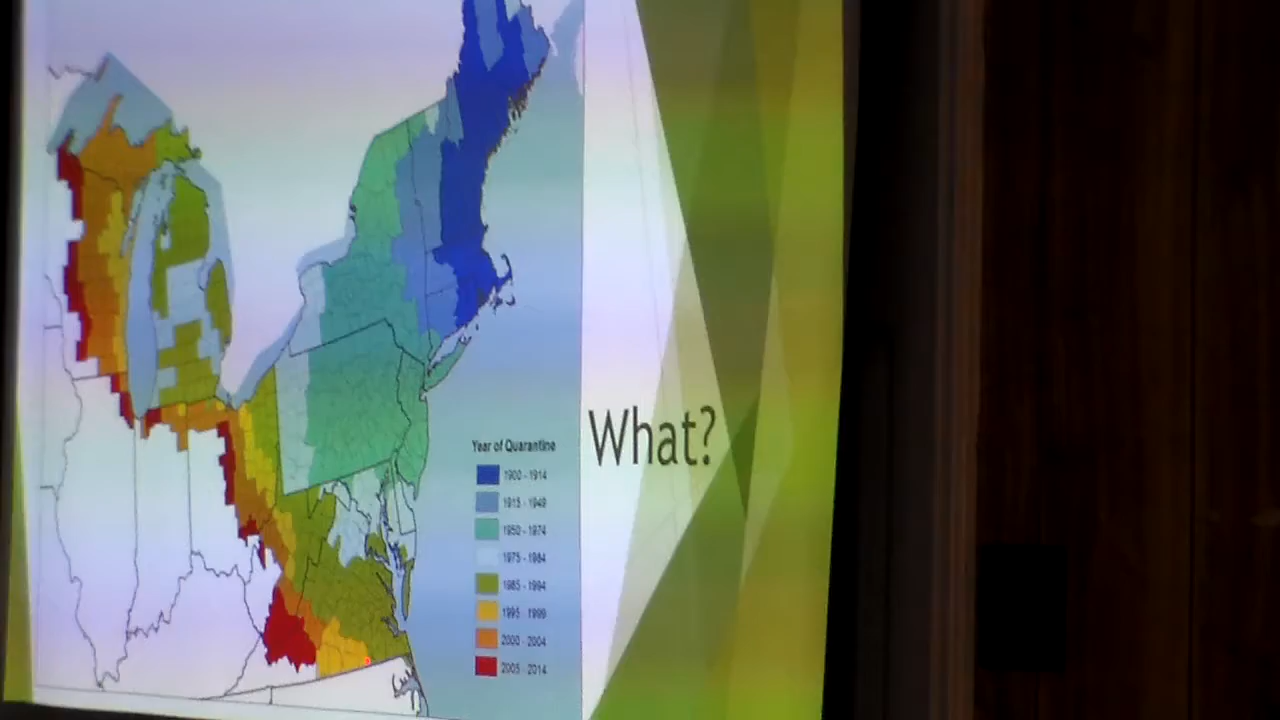 What?
Year of Quarantine
1900 - 1914
1915 - 1949
1950 - 1974
1975 - 1984
1985 - 1994
1995 - 1999
2000 - 2004
2005 - 2014